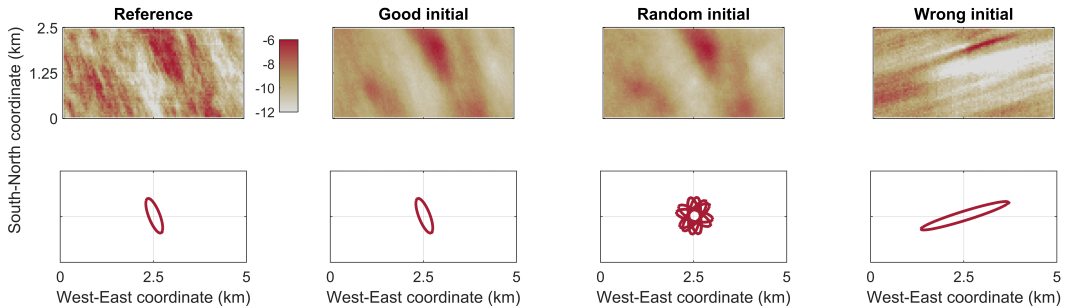 Reference
Good initial
Random initial
Wrong initial
South-North coordinate (km)
2.5
1.25
0
-6
-8
-10
-12
0 2.5 5
0 2.5 5
0 2.5 5
0 2.5 5
West-East coordinate (km)
West-East coordinate (km)
West-East coordinate (km)
West-East coordinate (km)